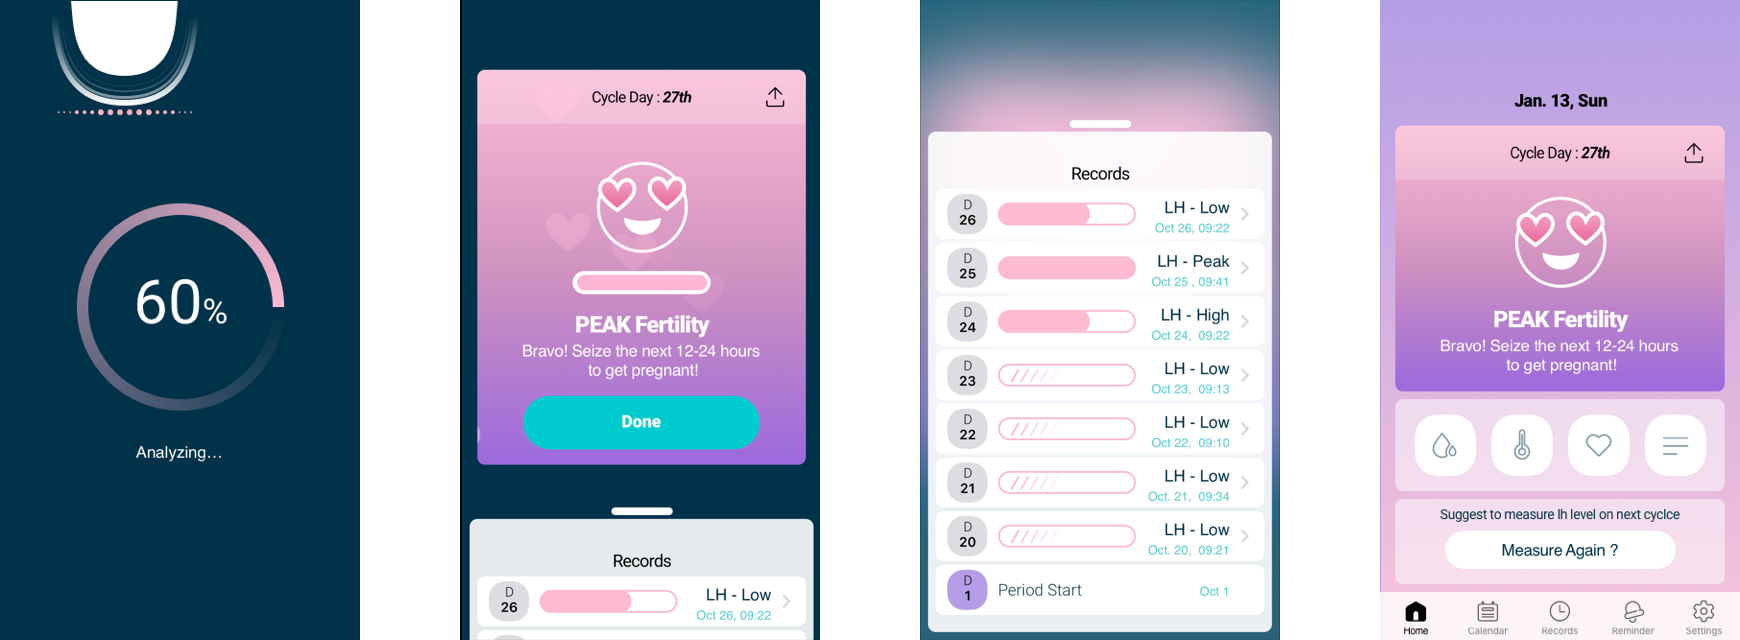 60%
Analyzing...
Cycle Day : 27th
PEAK Fertility
Bravo! Seize the next 12-24 hours
to get pregnant!
Done
Records
D
26
LH - Low
Oct 26, 09:22
Records
D
26
LH - Low
Oct 26, 09:22
D
25
LH - Peak
Oct 25 , 09:41
D
24
LH - High
Oct 24, 09:22
D
23
LH - Low
Oct 23, 09:13
D
22
LH - Low
Oct 22, 09:10
D
21
LH - Low
Oct. 21, 09:34
D
20
LH - Low
Oct. 20, 09:21
D
1
Period Start
Oct 1
Jan. 13, Sun
Cycle Day : 27th
PEAK Fertility
Bravo! Seize the next 12-24 hours
to get pregnant!
Suggest to measure lh level on next cyclce
Measure Again ?
Home
Calendar
Records
Reminder
Settings